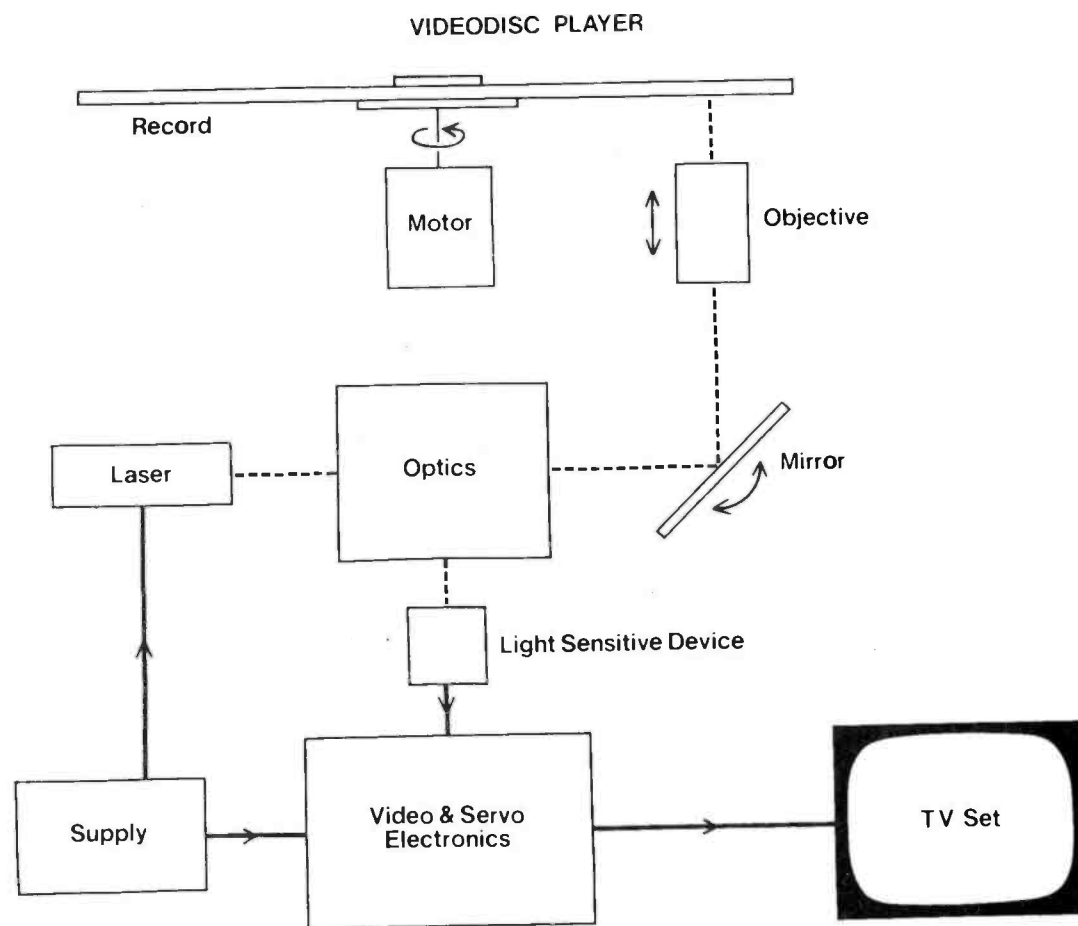 VIDEODISC PLAYER
Record
Motor
Objective
Laser
Optics
Mirror
Light Sensitive Device
Supply
Video & Servo
Electronics
TV Set